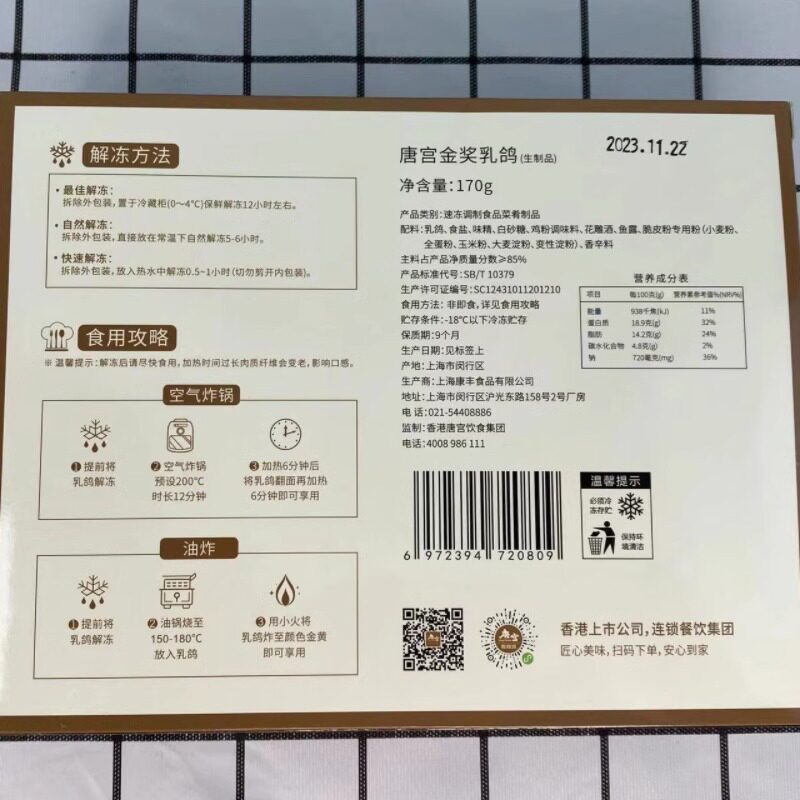 解冻方法
· 最佳解冻：
拆除外包装，置于冷藏柜(0～4℃)保鲜解冻12小时左右。
· 自然解冻：
拆除外包装，直接放在常温下自然解冻5-6小时。
· 快速解冻：
拆除外包装，放入热水中解冻0.5~1小时(切勿剪开内包装)。
食用攻略
※ 温馨提示：解冻后请尽快食用，加热时间过长肉质纤维会变老，影响口感。
空气炸锅
❶提前将
乳鸽解冻
❷空气炸锅
预设200℃
时长12分钟
❸加热6分钟后
将乳鸽翻面再加热
6分钟即可享用
油炸
❶提前将
乳鸽解冻
❷油锅烧至
150-180℃
放入乳鸽
❸用小火将
乳鸽炸至颜色金黄
即可享用
唐宫金奖乳鸽(生制品)
2023.11.22
净含量：170g
产品类别：速冻调制食品菜肴制品
配料：乳鸽、食盐、味精、白砂糖、鸡粉调味料、花雕酒、鱼露、脆皮粉专用粉(小麦粉、
全蛋粉、玉米粉、大麦淀粉、变性淀粉)、香辛料
主料占产品净质量分数≥85%
产品标准代号：SB/T 10379
生产许可证编号：SC12431011201210
食用方法：非即食，详见食用攻略
贮存条件：-18℃以下冷冻贮存
保质期：9个月
生产日期：见标签上
产地：上海市闵行区
生产商：上海康丰食品有限公司
地址：上海市闵行区沪光东路158号2号厂房
电话：021-54408886
监制：香港唐宫饮食集团
电话：4008 986 111
营养成分表
项目 每100克(g) 营养素参考值%(NRV%)
能量 938千焦(kJ) 11%
蛋白质 18.9克(g) 32%
脂肪 14.2克(g) 24%
碳水化合物 4.8克(g) 2%
钠 720毫克(mg) 36%
6 972394 720809
温馨提示
必须冷
冻存贮
保持环
境清洁
唐宫
香港上市公司，连锁餐饮集团
匠心美味，扫码下单，安心到家